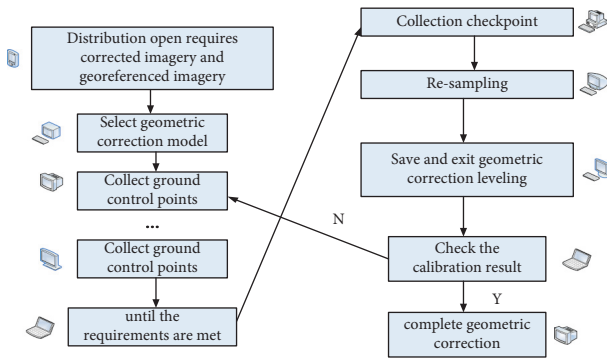 Distribution open requires
corrected imagery and
georeferenced imagery
Select geometric
correction model
Collect ground
control points
...
Collect ground
control points
until the
requirements are met
Collection checkpoint
Re-sampling
Save and exit geometric
correction leveling
Check the
calibration result
N
Y
complete geometric
correction